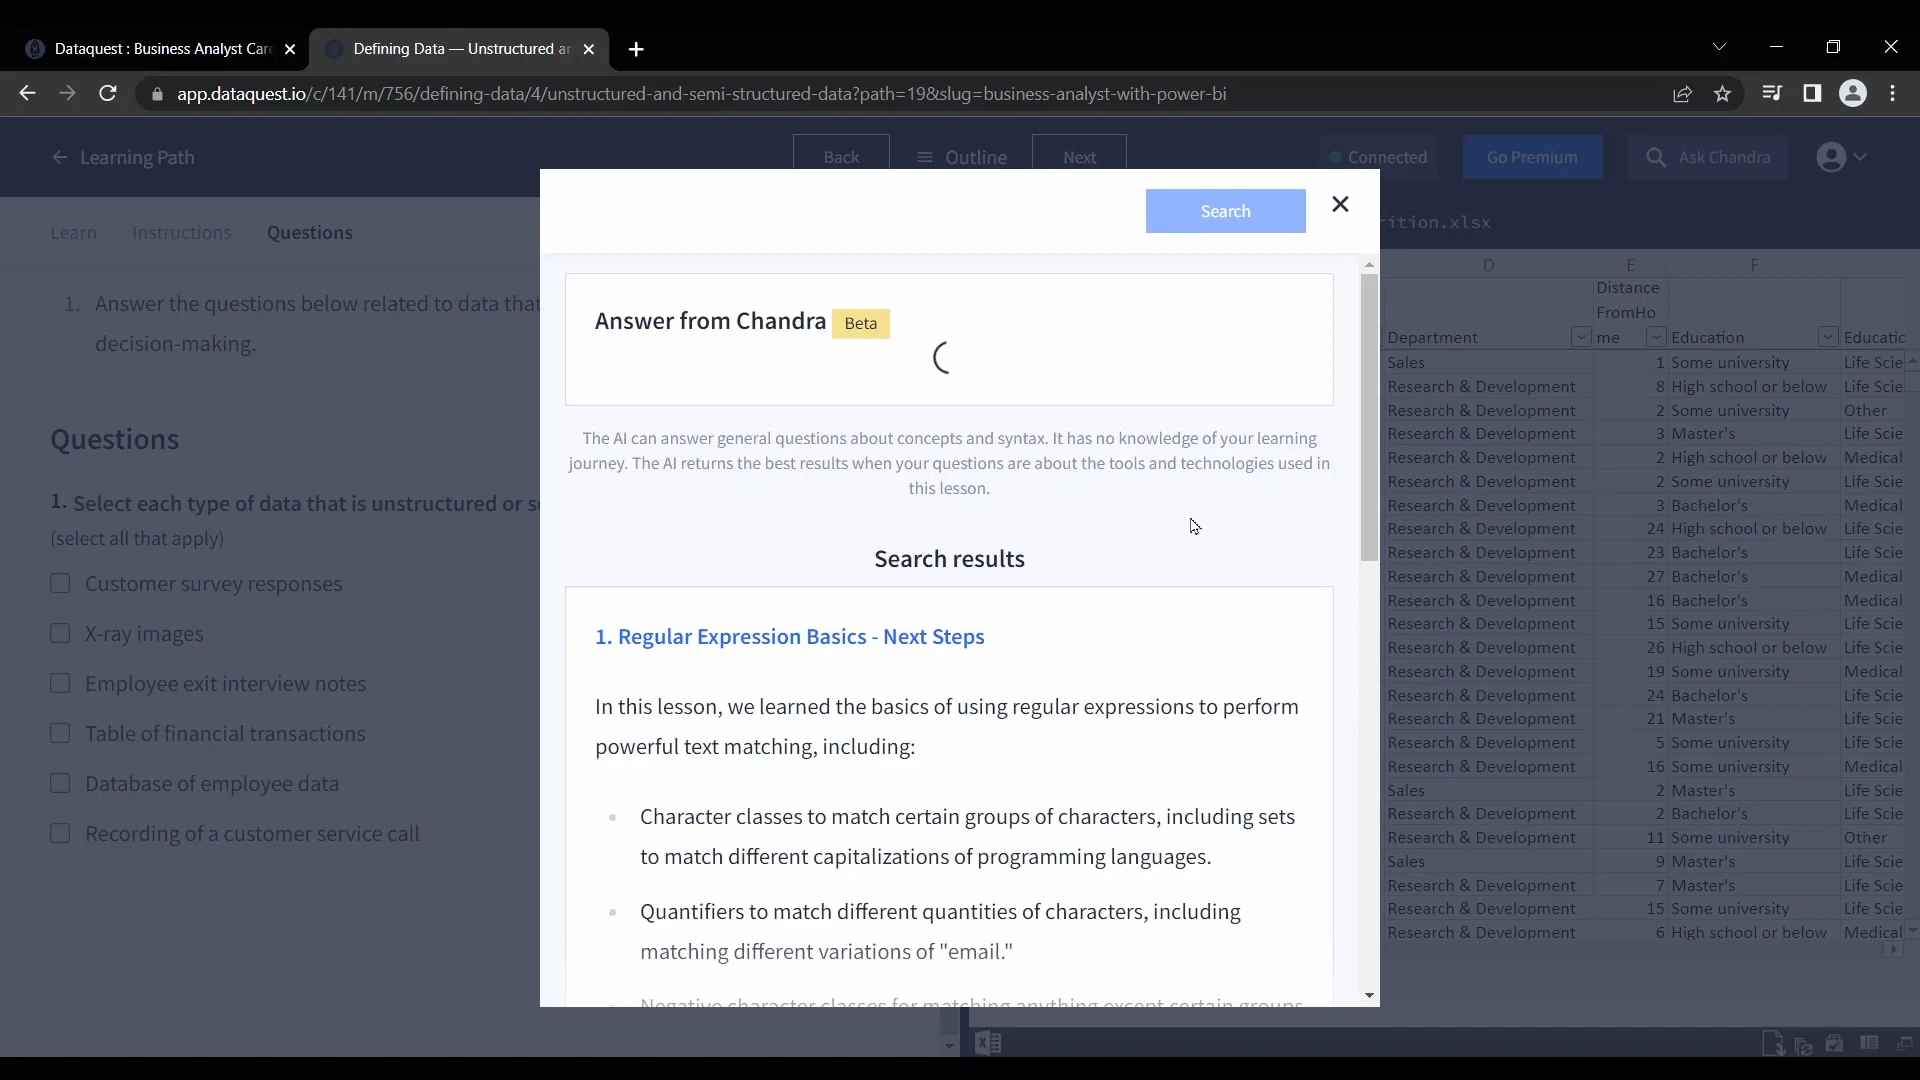 Dataquest : Business Analyst Care
Defining Data — Unstructured an
app.dataquest.io/c/141/m/756/defining-data/4/unstructured-and-semi-structured-data?path=19&slug=business-analyst-with-power-bi
Learning Path
Back
Outline
Next
Connected
Go Premium
Ask Chandra
Learn
Instructions
Questions
1. Answer the questions below related to data that
decision-making.
Questions
1. Select each type of data that is unstructured or se
(select all that apply)
Customer survey responses
X-ray images
Employee exit interview notes
Table of financial transactions
Database of employee data
Recording of a customer service call
Search
Answer from Chandra Beta
The AI can answer general questions about concepts and syntax. It has no knowledge of your learning
journey. The AI returns the best results when your questions are about the tools and technologies used in
this lesson.
Search results
1. Regular Expression Basics - Next Steps
In this lesson, we learned the basics of using regular expressions to perform
powerful text matching, including:
Character classes to match certain groups of characters, including sets
to match different capitalizations of programming languages.
Quantifiers to match different quantities of characters, including
matching different variations of "email."
Negative character classes for matching anything except certain groups
rition.xlsx
D E F
Distance
FromHo
Department me Education Educatio
Sales 1 Some university Life Scie
Research & Development 8 High school or below Life Scie
Research & Development 2 Some university Other
Research & Development 3 Master's Life Scie
Research & Development 2 High school or below Medical
Research & Development 2 Some university Life Scie
Research & Development 3 Bachelor's Medical
Research & Development 24 High school or below Life Scie
Research & Development 23 Bachelor's Life Scie
Research & Development 27 Bachelor's Medical
Research & Development 16 Bachelor's Medical
Research & Development 15 Some university Life Scie
Research & Development 26 High school or below Life Scie
Research & Development 19 Some university Medical
Research & Development 24 Bachelor's Life Scie
Research & Development 21 Master's Life Scie
Research & Development 5 Some university Life Scie
Research & Development 16 Some university Medical
Sales 2 Master's Life Scie
Research & Development 2 Bachelor's Life Scie
Research & Development 11 Some university Other
Sales 9 Master's Life Scie
Research & Development 7 Master's Life Scie
Research & Development 15 Some university Life Scie
Research & Development 6 High school or below Medical